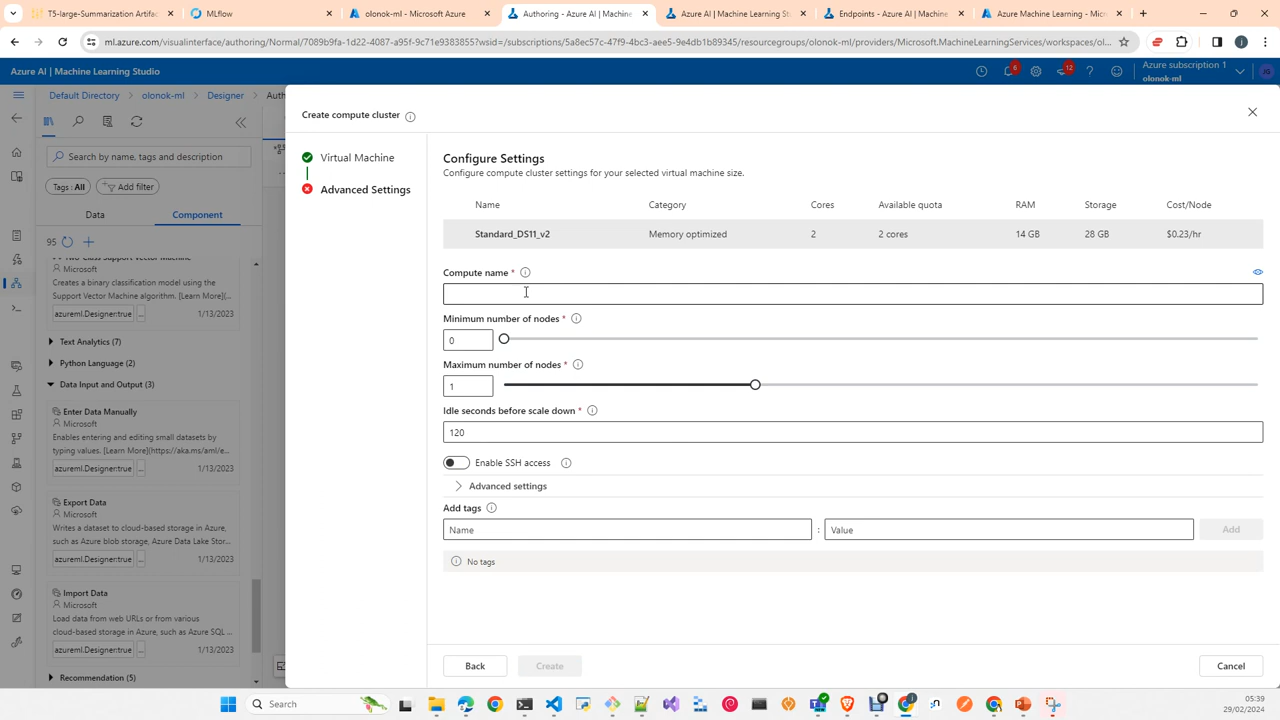 T5-large-Summarization Artifac
MLflow
olonok-ml - Microsoft Azure
Authoring - Azure AI | Machine
Azure AI | Machine Learning Stu
Endpoints - Azure AI | Machine
Azure Machine Learning - Micro
ml.azure.com/visualinterface/authoring/Normal/7089b9fa-1d22-4087-a95f-9c71e9383855?wsid=/subscriptions/5a8ec57c-47f9-4bc3-aee5-9e4db1b89345/resourcegroups/olonok-ml/providers/Microsoft.MachineLearningServices/workspaces/ol...
Azure AI | Machine Learning Studio
6
12
Azure subscription 1
olonok-ml
Default Directory
olonok-ml
Designer
Auth
Search by name, tags and description
Tags : All
Add filter
Data
Component
95
Microsoft
Creates a binary classification model using the
Support Vector Machine algorithm. [Learn More](...
azureml.Designer:true
...
1/13/2023
Text Analytics (7)
Python Language (2)
Data Input and Output (3)
Enter Data Manually
Microsoft
Enables entering and editing small datasets by
typing values. [Learn More](https://aka.ms/aml/e...
azureml.Designer:true
...
1/13/2023
Export Data
Microsoft
Writes a dataset to cloud-based storage in Azure,
such as Azure blob storage, Azure Data Lake Stor...
azureml.Designer:true
...
1/13/2023
Import Data
Microsoft
Load data from web URLs or from various
cloud-based storage in Azure, such as Azure SQL ...
azureml.Designer:true
...
1/13/2023
Recommendation (5)
Create compute cluster
Virtual Machine
Advanced Settings
Configure Settings
Configure compute cluster settings for your selected virtual machine size.
Name
Category
Cores
Available quota
RAM
Storage
Cost/Node
Standard_DS11_v2
Memory optimized
2
2 cores
14 GB
28 GB
$0.23/hr
Compute name *
Minimum number of nodes *
0
Maximum number of nodes *
1
Idle seconds before scale down *
120
Enable SSH access
Advanced settings
Add tags
Name
:
Value
Add
No tags
Back
Create
Cancel
Search
05:39
29/02/2024